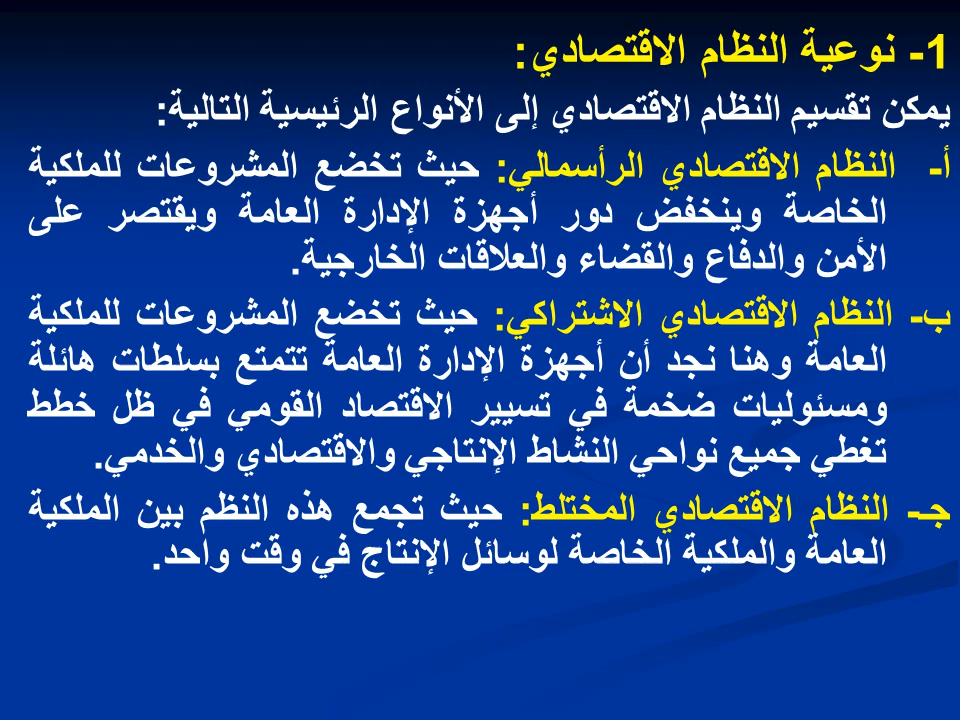 1- نوعية النظام الاقتصادي:
يمكن تقسيم النظام الاقتصادي إلى الأنواع الرئيسية التالية:
أ- النظام الاقتصادي الرأسمالي: حيث تخضع المشروعات للملكية
الخاصة وينخفض دور أجهزة الإدارة العامة ويقتصر على
الأمن والدفاع والقضاء والعلاقات الخارجية.
ب- النظام الاقتصادي الاشتراكي: حيث تخضع المشروعات للملكية
العامة وهنا نجد أن أجهزة الإدارة العامة تتمتع بسلطات هائلة
ومسئوليات ضخمة في تسيير الاقتصاد القومي في ظل خطط
تغطي جميع نواحي النشاط الإنتاجي والاقتصادي والخدمي.
جـ- النظام الاقتصادي المختلط: حيث تجمع هذه النظم بين الملكية
العامة والملكية الخاصة لوسائل الإنتاج في وقت واحد.